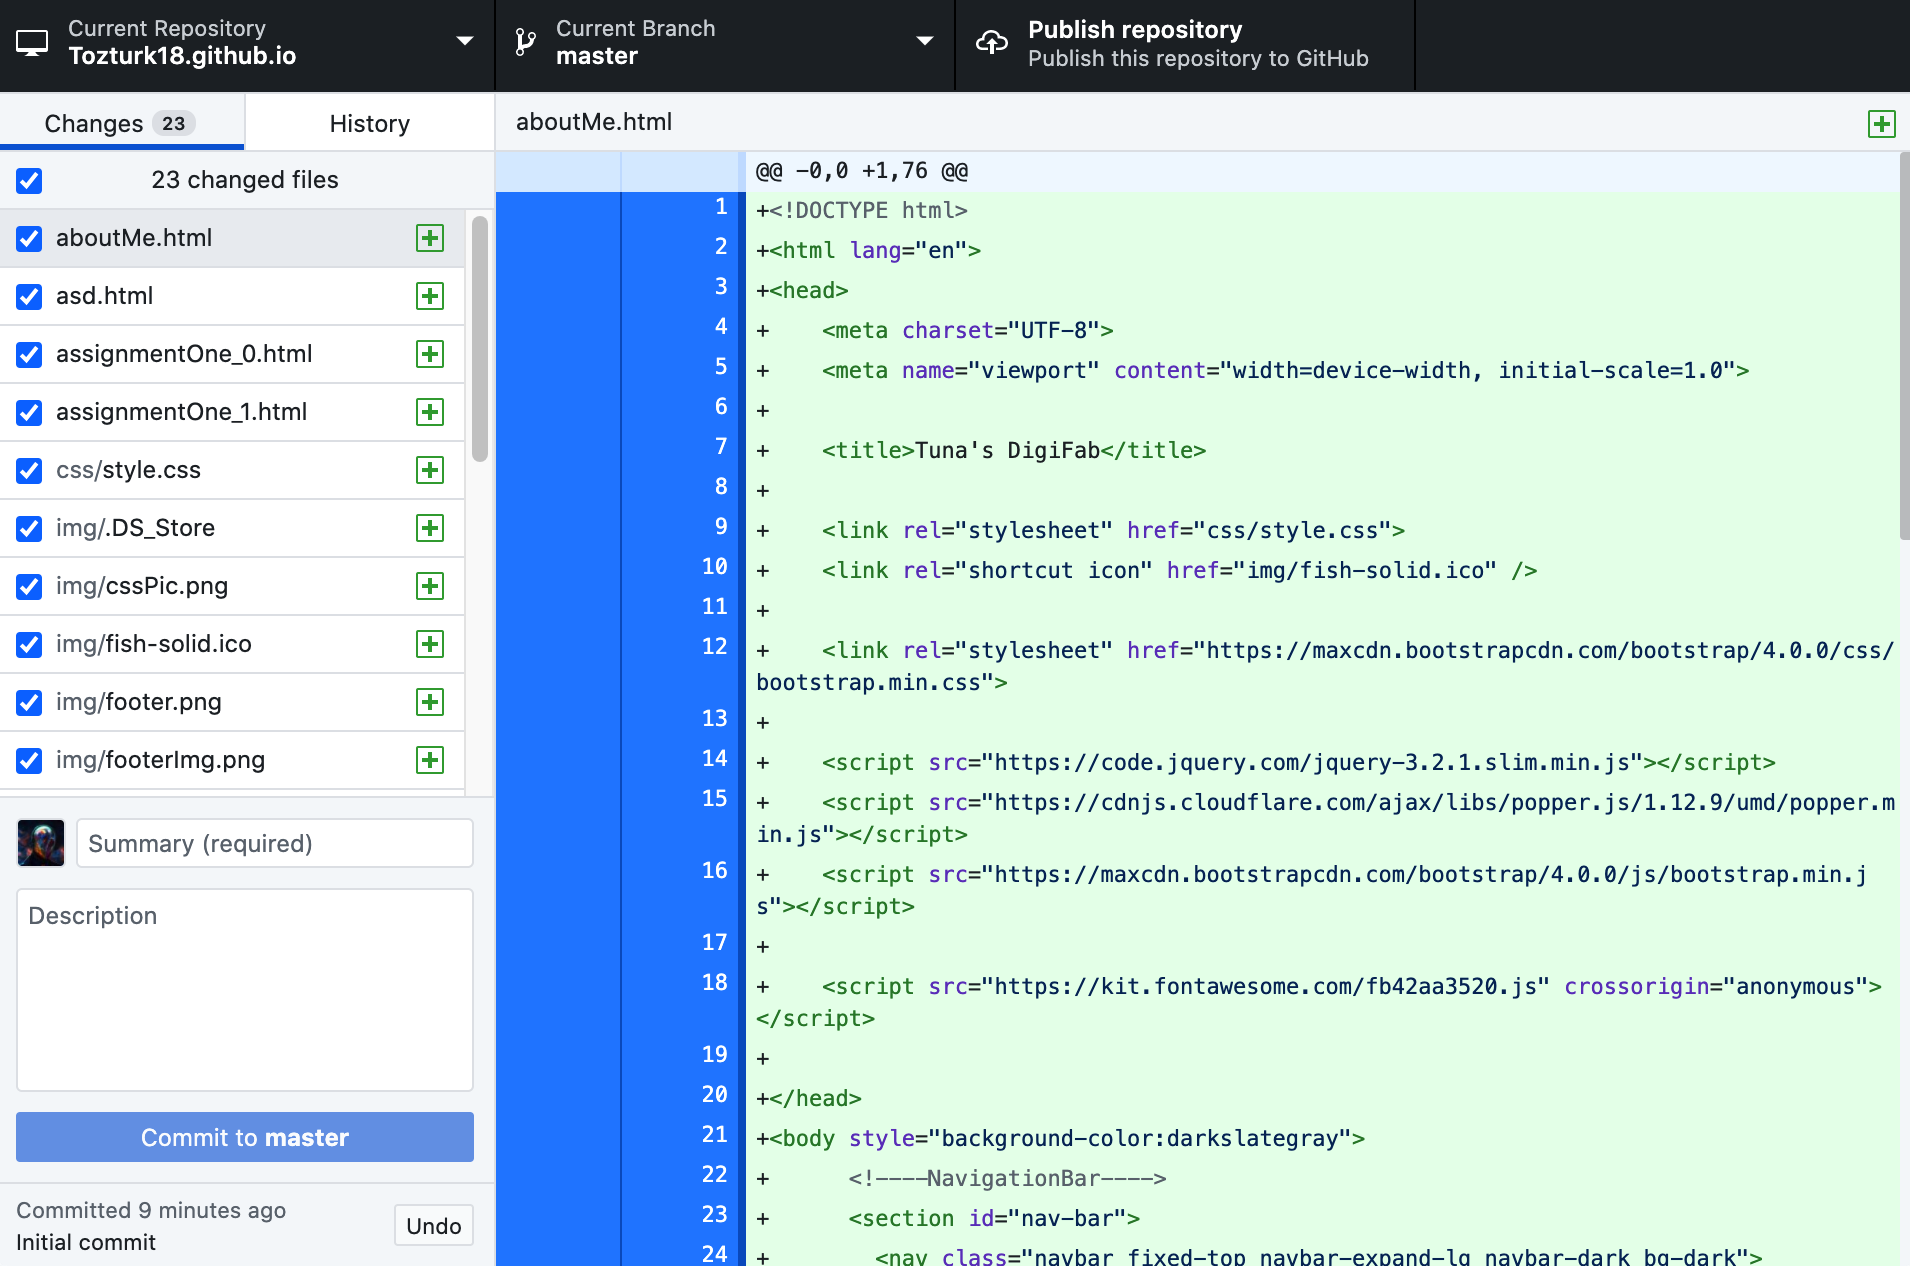 Current Repository
Tozturk18.github.io
Current Branch
master
Publish repository
Publish this repository to GitHub
Changes 23
History
23 changed files
aboutMe.html
asd.html
assignmentOne_0.html
assignmentOne_1.html
css/style.css
img/.DS_Store
img/cssPic.png
img/fish-solid.ico
img/footer.png
img/footerImg.png
Summary (required)
Description
Commit to master
Committed 9 minutes ago
Initial commit
Undo
aboutMe.html
@@ -0,0 +1,76 @@
1 +<!DOCTYPE html>
2 +<html lang="en">
3 +<head>
4 +    <meta charset="UTF-8">
5 +    <meta name="viewport" content="width=device-width, initial-scale=1.0">
6 +
7 +    <title>Tuna's DigiFab</title>
8 +
9 +    <link rel="stylesheet" href="css/style.css">
10 +    <link rel="shortcut icon" href="img/fish-solid.ico" />
11 +
12 +    <link rel="stylesheet" href="https://maxcdn.bootstrapcdn.com/bootstrap/4.0.0/css/
bootstrap.min.css">
13 +
14 +    <script src="https://code.jquery.com/jquery-3.2.1.slim.min.js"></script>
15 +    <script src="https://cdnjs.cloudflare.com/ajax/libs/popper.js/1.12.9/umd/popper.m
in.js"></script>
16 +    <script src="https://maxcdn.bootstrapcdn.com/bootstrap/4.0.0/js/bootstrap.min.j
s"></script>
17 +
18 +    <script src="https://kit.fontawesome.com/fb42aa3520.js" crossorigin="anonymous">
</script>
19 +
20 +</head>
21 +<body style="background-color:darkslategray">
22 +      <!----NavigationBar---->
23 +      <section id="nav-bar">
24 +        <nav class="navbar fixed-top navbar-expand-lg navbar-dark bg-dark">